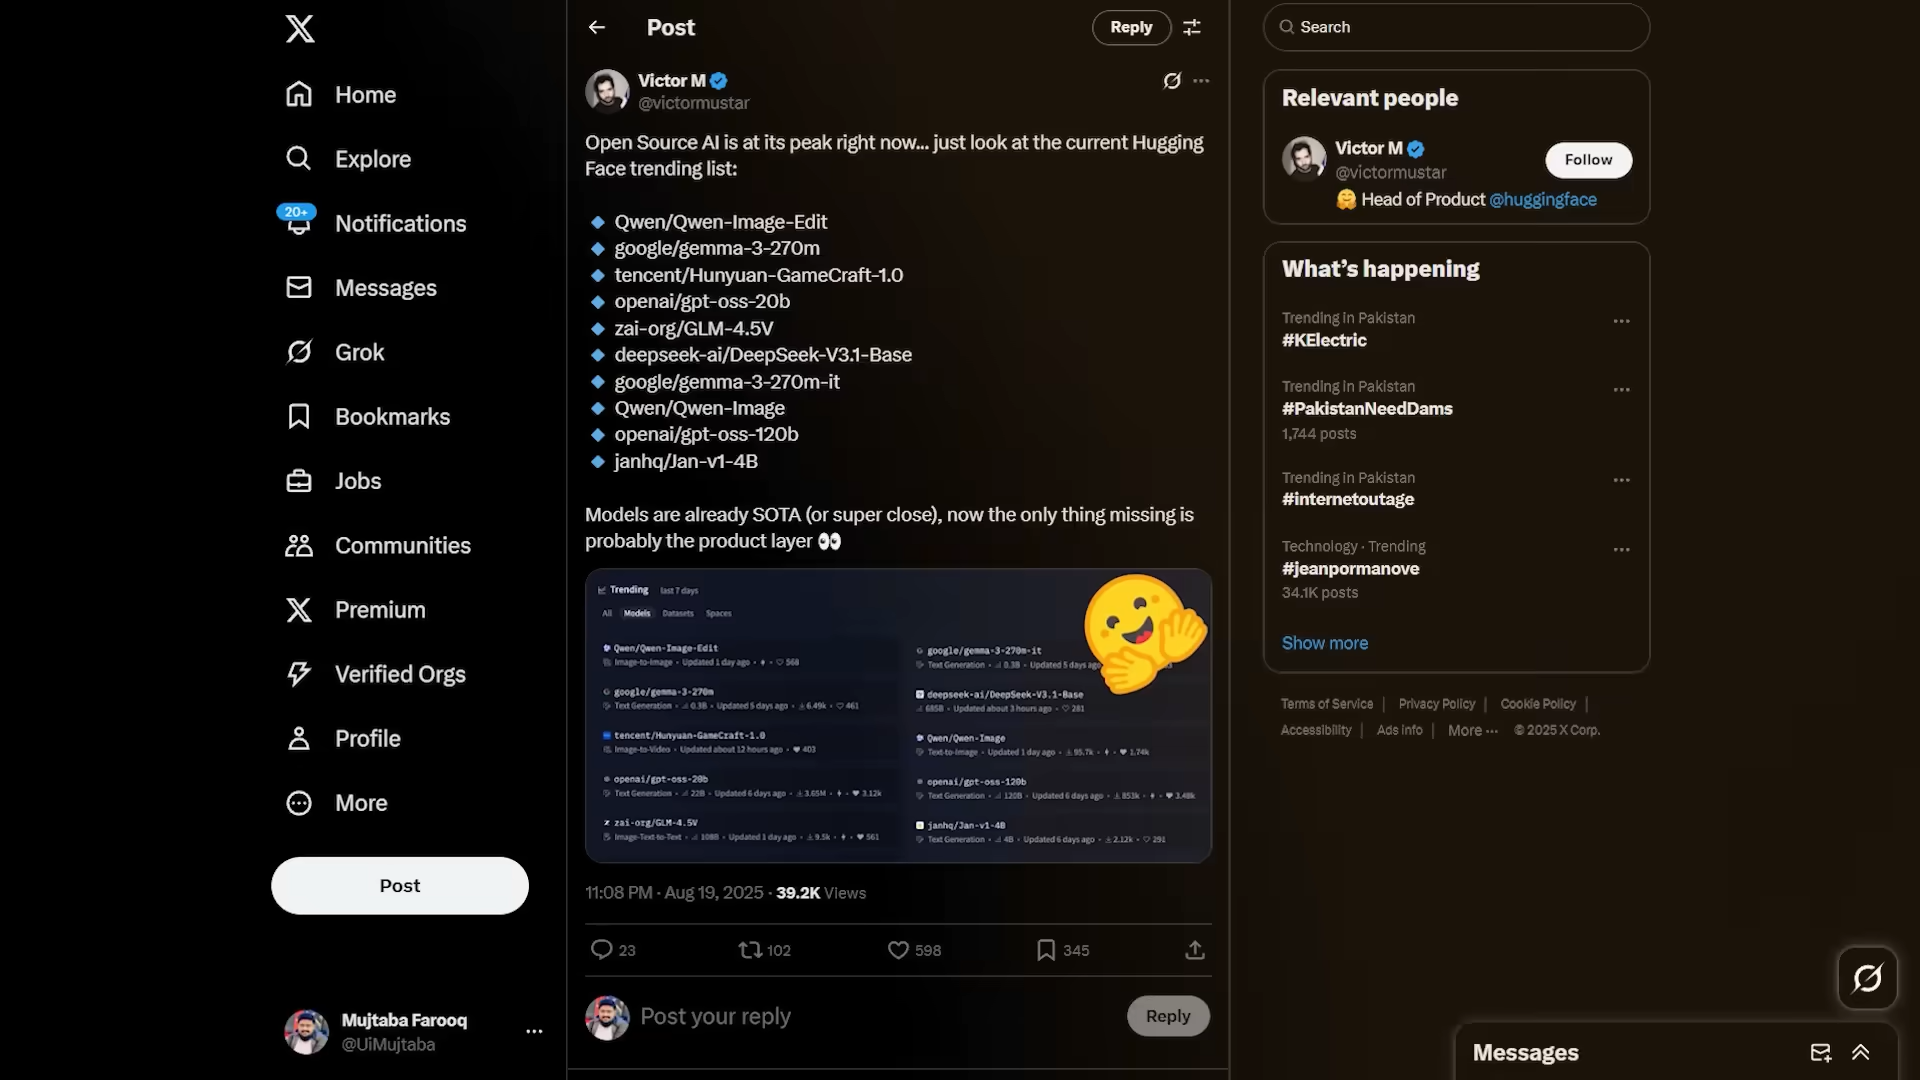 Home
Explore
20+
Notifications
Messages
Grok
Bookmarks
Jobs
Communities
Premium
Verified Orgs
Profile
More
Post
Mujtaba Farooq
@UiMujtaba
Post
Reply
Victor M
@victormustar
Open Source AI is at its peak right now... just look at the current Hugging
Face trending list:
Qwen/Qwen-Image-Edit
google/gemma-3-270m
tencent/Hunyuan-GameCraft-1.0
openai/gpt-oss-20b
zai-org/GLM-4.5V
deepseek-ai/DeepSeek-V3.1-Base
google/gemma-3-270m-it
Qwen/Qwen-Image
openai/gpt-oss-120b
janhq/Jan-v1-4B
Models are already SOTA (or super close), now the only thing missing is
probably the product layer 👀
Trending last 7 days
All Models Datasets Spaces
Qwen/Qwen-Image-Edit
Image-to-Image • Updated 1 day ago • 568
google/gemma-3-270m
Text Generation • 0.3B • Updated 5 days ago • 6.49k • 461
tencent/Hunyuan-GameCraft-1.0
Image-to-Video • Updated about 12 hours ago • 403
openai/gpt-oss-20b
Text Generation • 22B • Updated 6 days ago • 3.65M • 3.12k
zai-org/GLM-4.5V
Image-Text-to-Text • 108B • Updated 1 day ago • 9.5k • 561
google/gemma-3-270m-it
Text Generation • 0.3B • Updated 5 days ago
deepseek-ai/DeepSeek-V3.1-Base
685B • Updated about 3 hours ago • 281
Qwen/Qwen-Image
Text-to-Image • Updated 1 day ago • 95.7k • 1.74k
openai/gpt-oss-120b
Text Generation • 120B • Updated 6 days ago • 853k • 3.48k
janhq/Jan-v1-4B
Text Generation • 4B • Updated 6 days ago • 2.12k • 291
11:08 PM · Aug 19, 2025 · 39.2K Views
23 102 598 345
Post your reply
Reply
Search
Relevant people
Victor M
@victormustar
Follow
🤗 Head of Product @huggingface
What's happening
Trending in Pakistan
#KElectric
Trending in Pakistan
#PakistanNeedDams
1,744 posts
Trending in Pakistan
#internetoutage
Technology · Trending
#jeanpormanove
34.1K posts
Show more
Terms of Service | Privacy Policy | Cookie Policy |
Accessibility | Ads info | More ··· © 2025 X Corp.
Messages